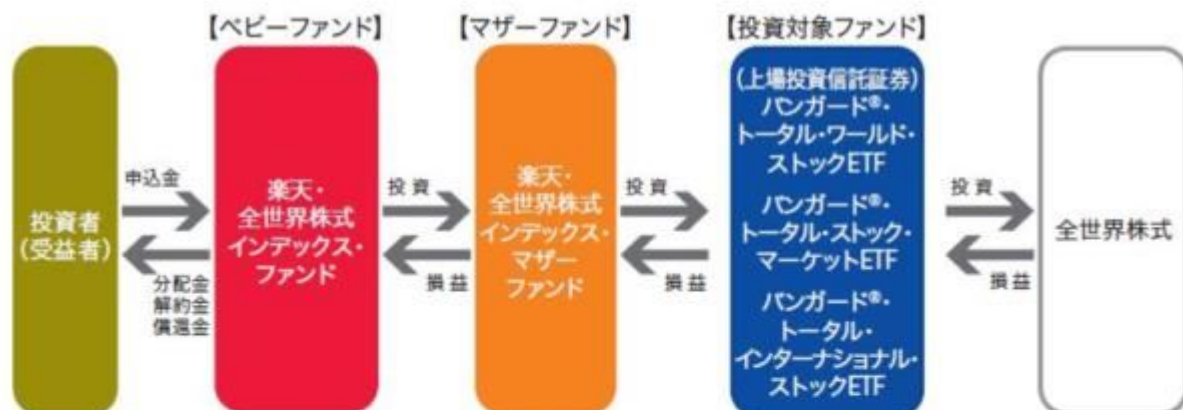 【ベビーファンド】
【マザーファンド】
【投資対象ファンド】
投資者
(受益者)
申込金
分配金
解約金
償還金
楽天・
全世界株式
インデックス・
ファンド
投資
損益
楽天・
全世界株式
インデックス・
マザー
ファンド
投資
損益
(上場投資信託証券)
バンガード®・
トータル・ワールド・
ストックETF
バンガード®・
トータル・ストック・
マーケットETF
バンガード®・
トータル・
インターナショナル・
ストックETF
投資
損益
全世界株式